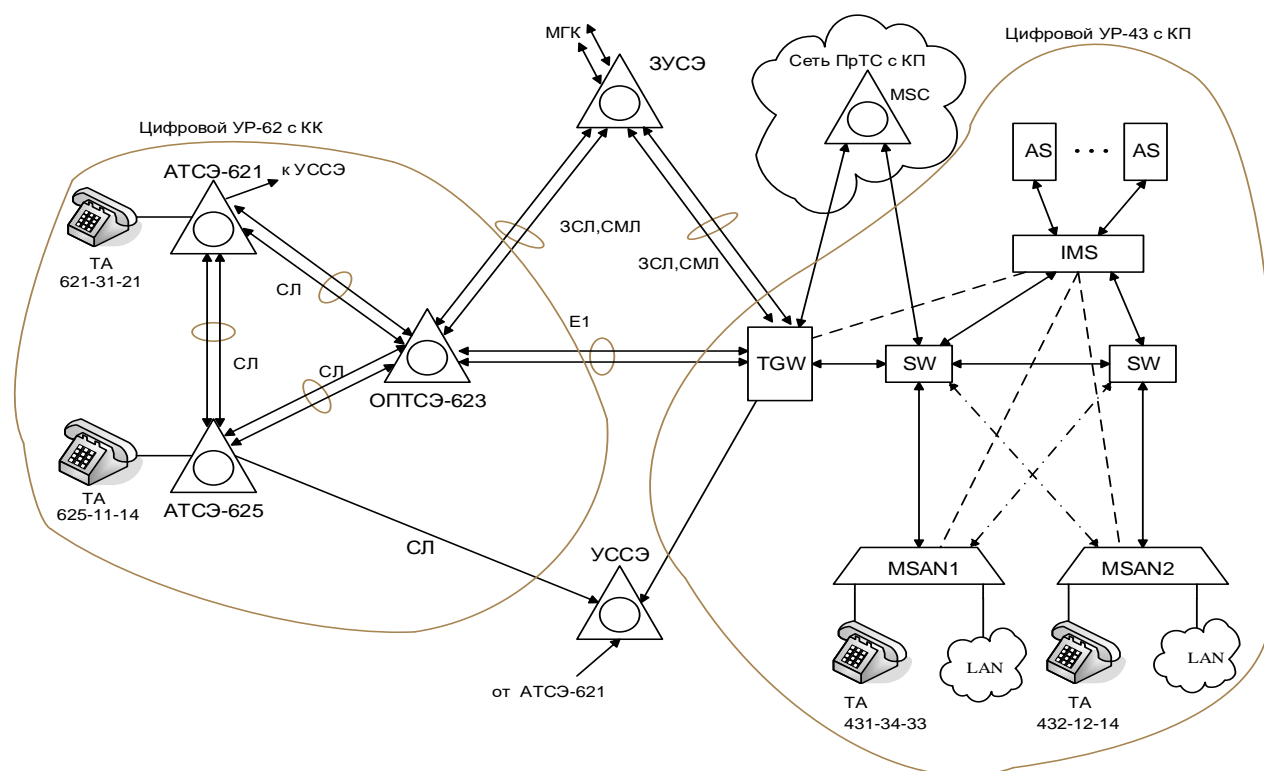 МГК
ЗУСЭ
Сеть ПрТС с КП
MSC
Цифровой УР-43 с КП
Цифровой УР-62 с КК
АТСЭ-621
к УССЭ
AS
. . .
AS
ТА
621-31-21
ЗСЛ,СМЛ
ЗСЛ,СМЛ
IMS
СЛ
СЛ
СЛ
E1
TGW
SW
SW
ОПТСЭ-623
ТА
625-11-14
АТСЭ-625
СЛ
УССЭ
MSAN1
MSAN2
LAN
LAN
от АТСЭ-621
ТА
431-34-33
ТА
432-12-14